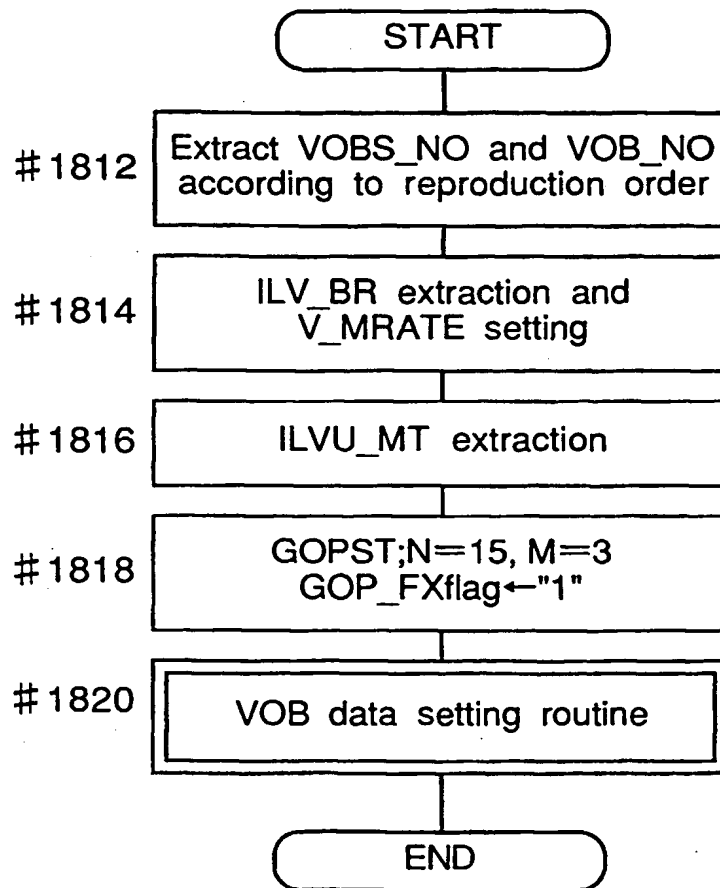 START
#1812
Extract VOBS_NO and VOB_NO
according to reproduction order
#1814
ILV_BR extraction and
V_MRATE setting
#1816
ILVU_MT extraction
#1818
GOPST;N=15, M=3
GOP_FXflag←"1"
#1820
VOB data setting routine
END